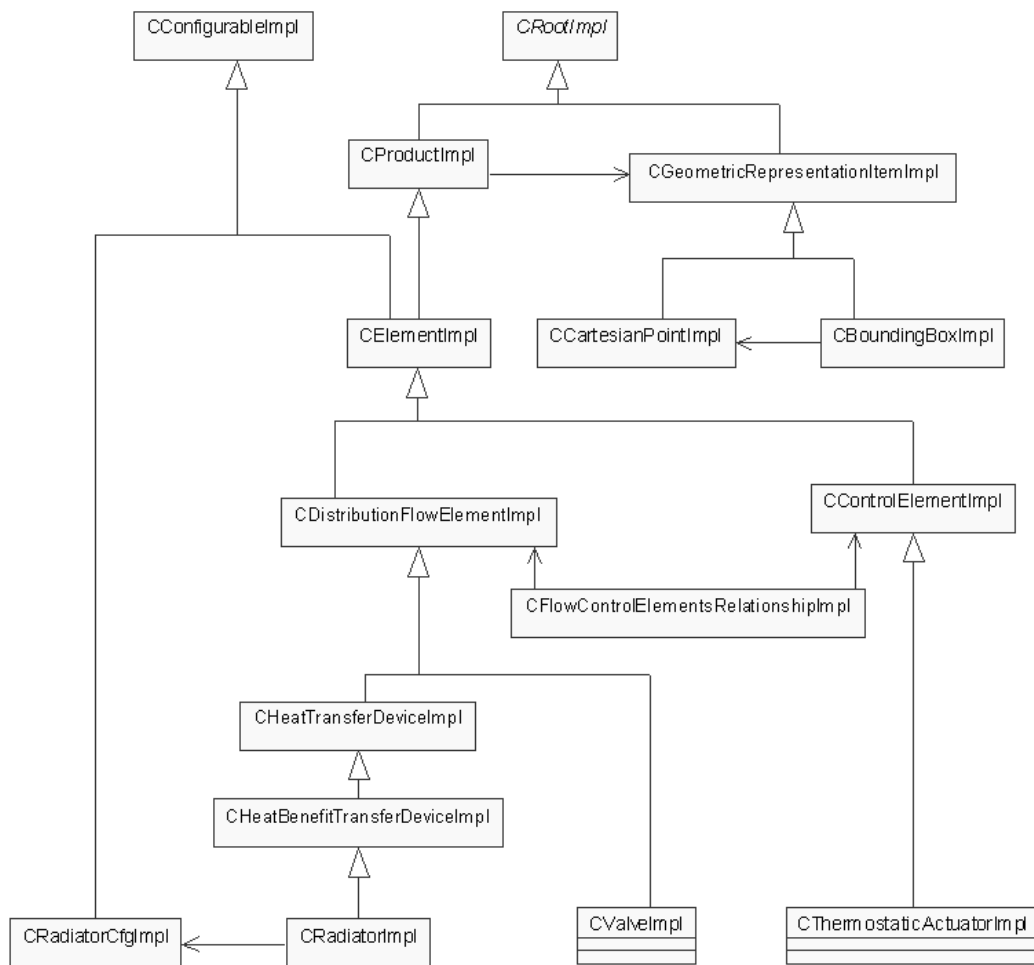 CConfigurableImpl
CRootImpl
CProductImpl
CGeometricRepresentationItemImpl
CElementImpl
CCartesianPointImpl
CBoundingBoxImpl
CDistributionFlowElementImpl
CControlElementImpl
CFlowControlElementsRelationshipImpl
CHeatTransferDeviceImpl
CHeatBenefitTransferDeviceImpl
CRadiatorCfgImpl
CRadiatorImpl
CValveImpl
CThermostaticActuatorImpl